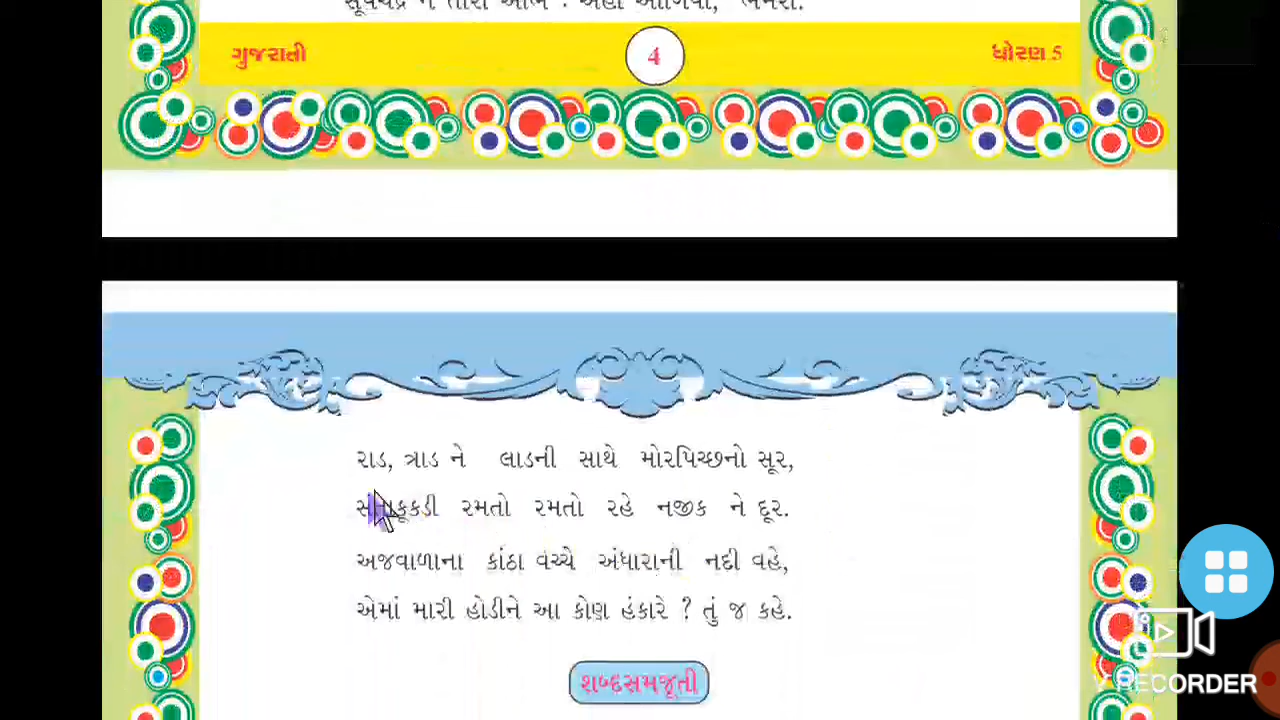 ને તારા
ગુજરાતી
4
ધોરણ 5
રાડ, ત્રાડ ને લાડની સાથે મોરપિચ્છનો સૂર,
રમતો રમતો રહે નજીક ને દૂર.
અજવાળાના કાંઠા વચ્ચે અંધારાની નદી વહે,
એમાં મારી હોડીને આ કોણ હંકારે ? તું જ કહે.
શબ્દસમજૂતી
V RECORDER